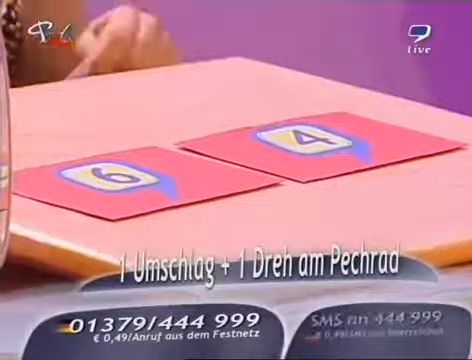 live
4
6
1 Umschlag + 1 Dreh am Pechrad
01379/444 999
€ 0,49/Anruf aus dem Festnetz
SMS an 444 999